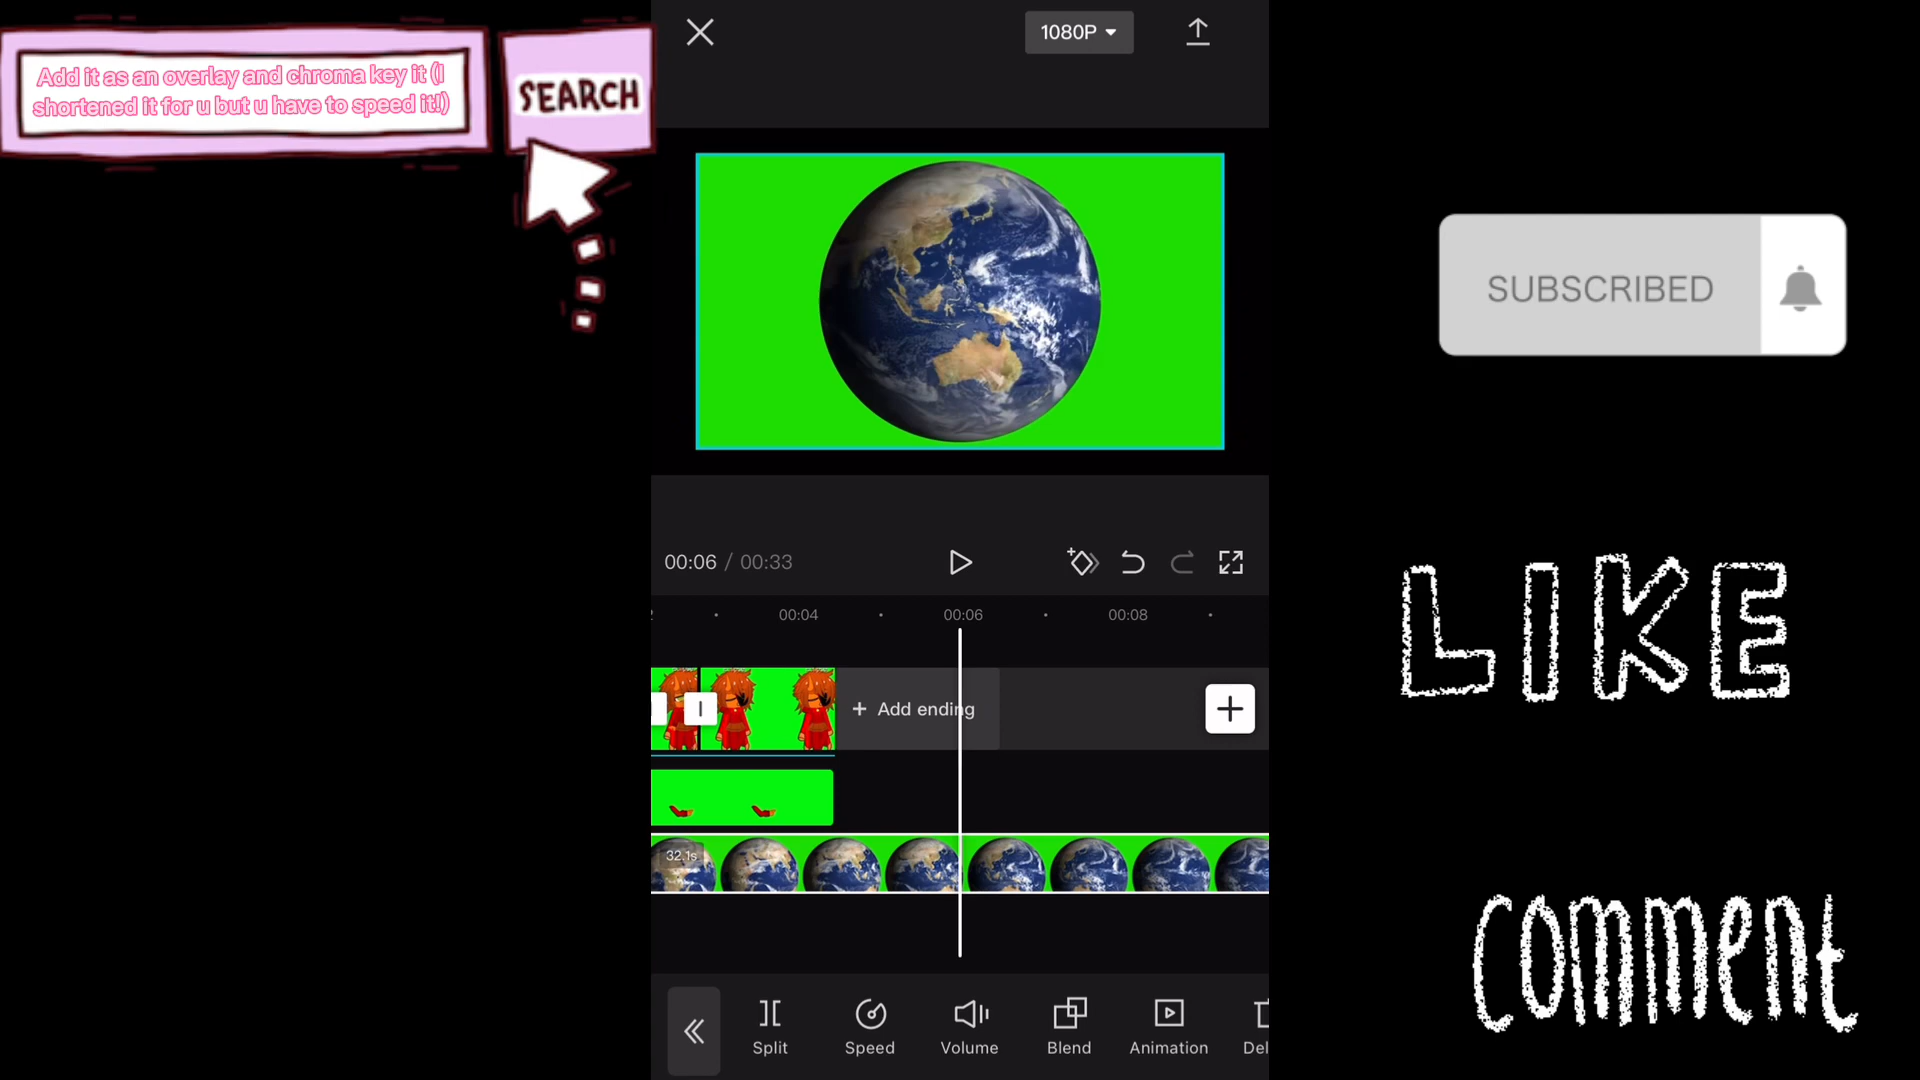 Add it as an overlay and chroma key it (I
shortened it for u but u have to speed it!)
SEARCH
1080P
SUBSCRIBED
00:06 / 00:33
00:04
00:06
00:08
+ Add ending
32.1s
LIKE
comment
Split
Speed
Volume
Blend
Animation
Del